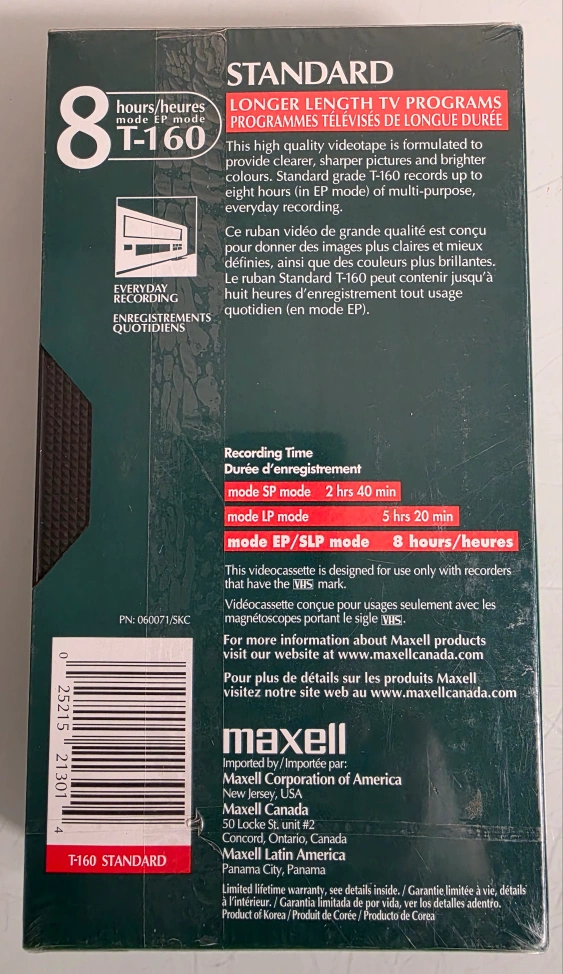 8 hours/heures
mode EP mode
T-160
STANDARD
LONGER LENGTH TV PROGRAMS
PROGRAMMES TÉLÉVISÉS DE LONGUE DURÉE
This high quality videotape is formulated to
provide clearer, sharper pictures and brighter
colours. Standard grade T-160 records up to
eight hours (in EP mode) of multi-purpose,
everyday recording.
Ce ruban vidéo de grande qualité est conçu
pour donner des images plus claires et mieux
définies, ainsi que des couleurs plus brillantes.
Le ruban Standard T-160 peut contenir jusqu'à
huit heures d'enregistrement tout usage
quotidien (en mode EP).
EVERYDAY
RECORDING
ENREGISTREMENTS
QUOTIDIENS
Recording Time
Durée d'enregistrement
mode SP mode 2 hrs 40 min
mode LP mode 5 hrs 20 min
mode EP/SLP mode 8 hours/heures
This videocassette is designed for use only with recorders
that have the VHS mark.
Vidéocassette conçue pour usages seulement avec les
magnétoscopes portant le sigle VHS.
For more information about Maxell products
visit our website at www.maxellcanada.com
Pour plus de détails sur les produits Maxell
visitez notre site web au www.maxellcanada.com
PN: 060071/SKC
0 25215 21301 4
T-160 STANDARD
maxell
Imported by/Importée par:
Maxell Corporation of America
New Jersey, USA
Maxell Canada
50 Locke St. unit #2
Concord, Ontario, Canada
Maxell Latin America
Panama City, Panama
Limited lifetime warranty, see details inside. / Garantie limitée à vie, détails
à l'intérieur. / Garantia limitada de por vida, ver los detalles adentro.
Product of Korea / Produit de Corée / Producto de Corea